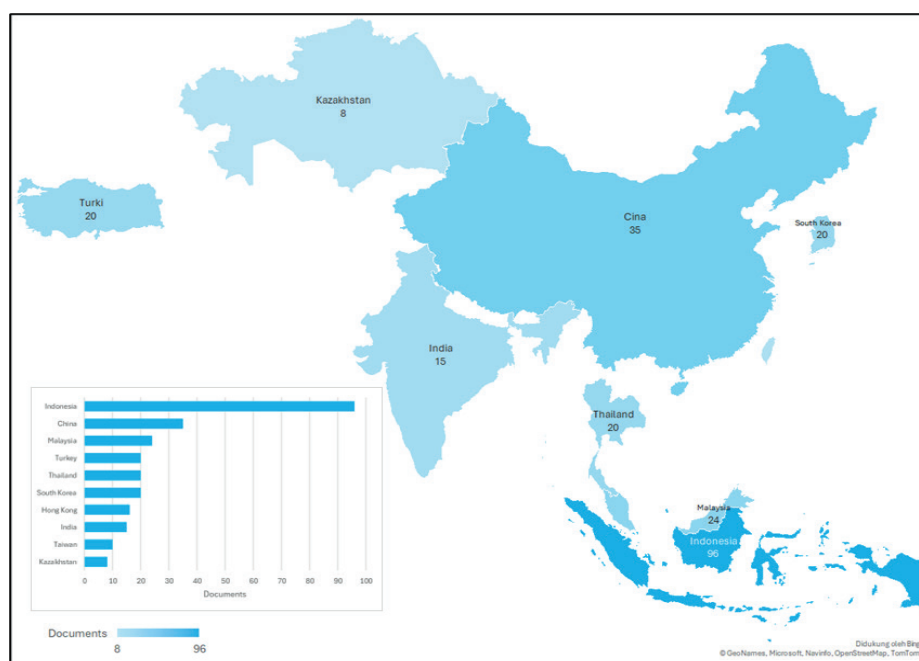 Kazakhstan
8
Turki
20
Cina
35
South Korea
20
India
15
Thailand
20
Malaysia
24
Indonesia
96
Indonesia
China
Malaysia
Turkey
Thailand
South Korea
Hong Kong
India
Taiwan
Kazakhstan
0 10 20 30 40 50 60 70 80 90 100
Documents
Documents
8 96
Didukung oleh Bing
© GeoNames, Microsoft, Navinfo, OpenStreetMap, TomTom